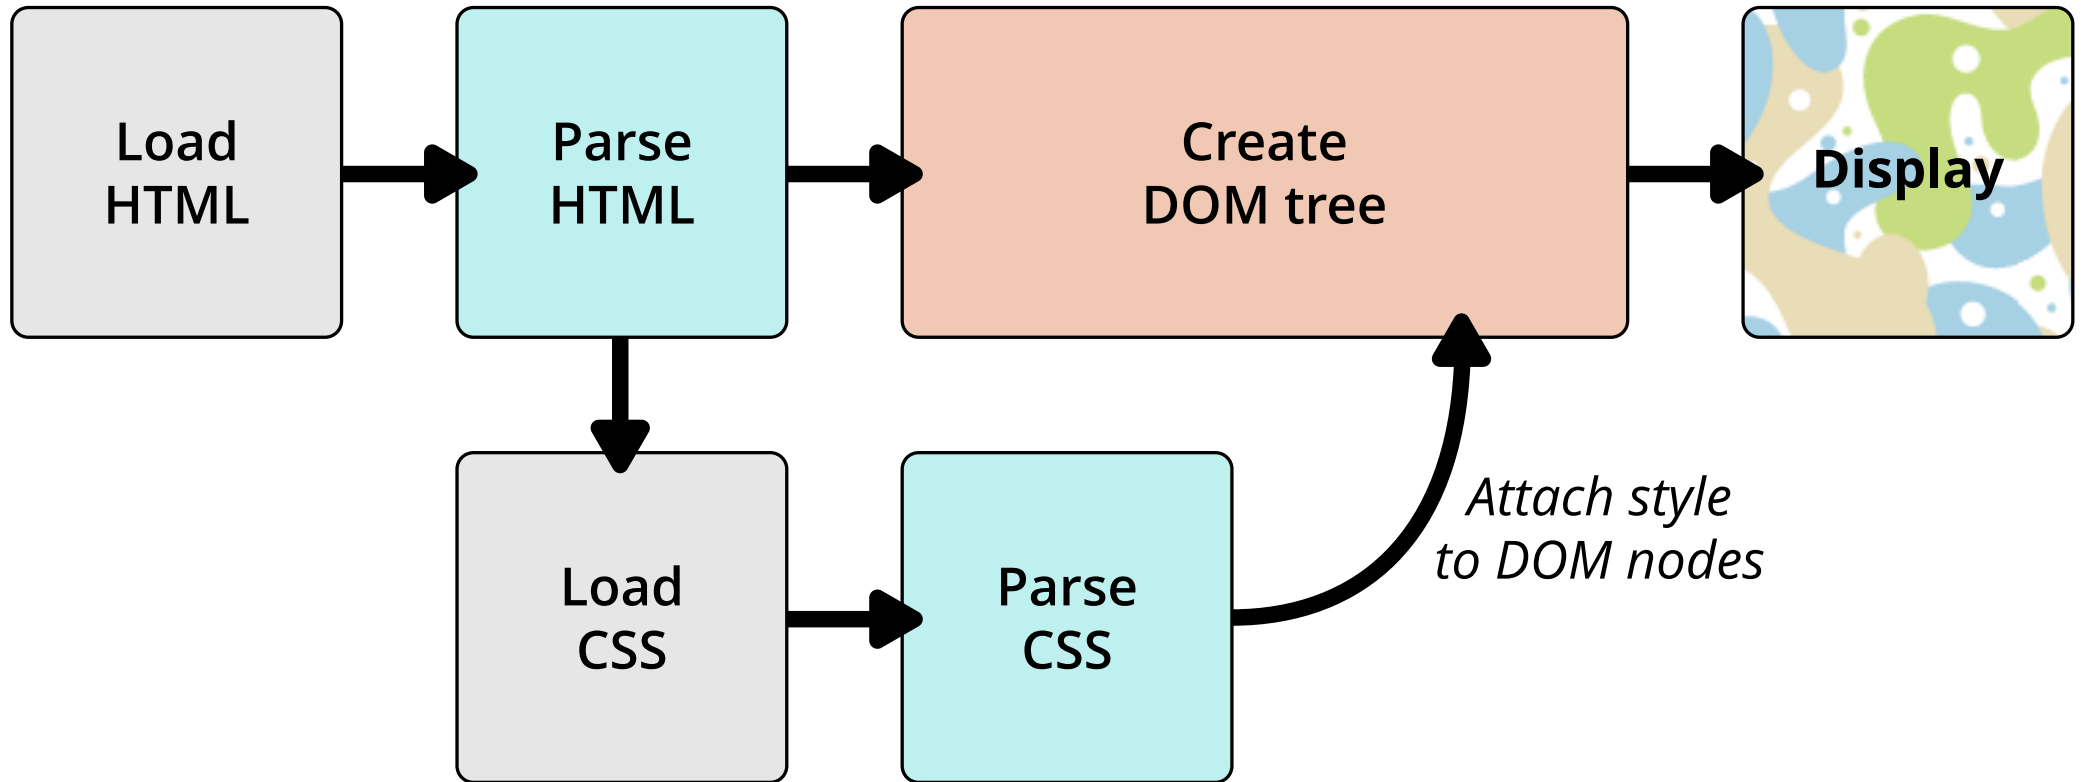 Load
HTML
Parse
HTML
Create
DOM tree
Display
Load
CSS
Parse
CSS
Attach style
to DOM nodes